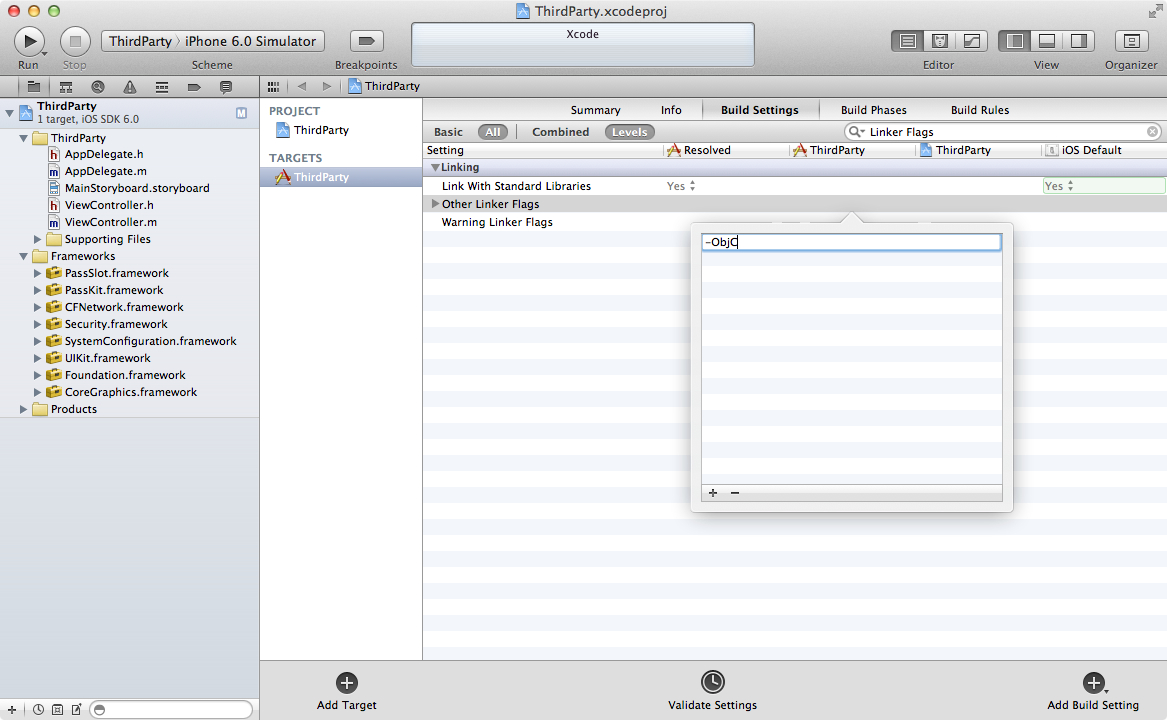 ThirdParty.xcodeproj
ThirdParty › iPhone 6.0 Simulator
Xcode
Run
Stop
Scheme
Breakpoints
Editor
View
Organizer
ThirdParty
1 target, iOS SDK 6.0
M
ThirdParty
h AppDelegate.h
m AppDelegate.m
MainStoryboard.storyboard
h ViewController.h
m ViewController.m
Supporting Files
Frameworks
PassSlot.framework
PassKit.framework
CFNetwork.framework
Security.framework
SystemConfiguration.framework
UIKit.framework
Foundation.framework
CoreGraphics.framework
Products
ThirdParty
PROJECT
ThirdParty
TARGETS
ThirdParty
Summary Info Build Settings Build Phases Build Rules
Basic All Combined Levels Linker Flags
Setting Resolved ThirdParty ThirdParty iOS Default
Linking
Link With Standard Libraries Yes Yes
Other Linker Flags
Warning Linker Flags
-ObjC
+ −
Add Target
Validate Settings
Add Build Setting